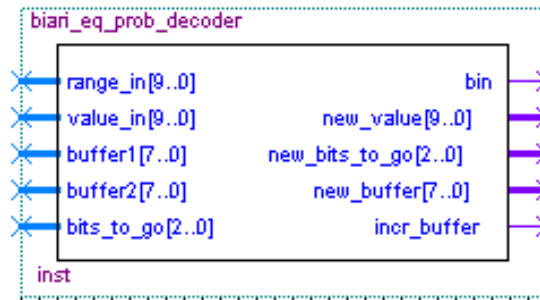 biari_eq_prob_decoder
range_in[9..0] bin
value_in[9..0] new_value[9..0]
buffer1[7..0] new_bits_to_go[2..0]
buffer2[7..0] new_buffer[7..0]
bits_to_go[2..0] incr_buffer
inst